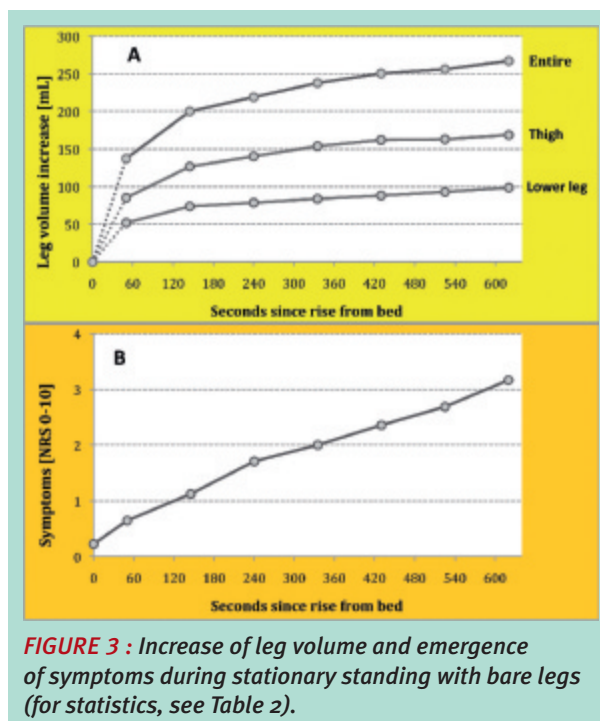 A
Leg volume increase [mL]
300
250
200
150
100
50
0
Entire
Thigh
Lower leg
0 60 120 180 240 300 360 420 480 540 600
Seconds since rise from bed
B
Symptoms [NRS 0-10]
4
3
2
1
0
0 60 120 180 240 300 360 420 480 540 600
Seconds since rise from bed
FIGURE 3 : Increase of leg volume and emergence
of symptoms during stationary standing with bare legs
(for statistics, see Table 2).